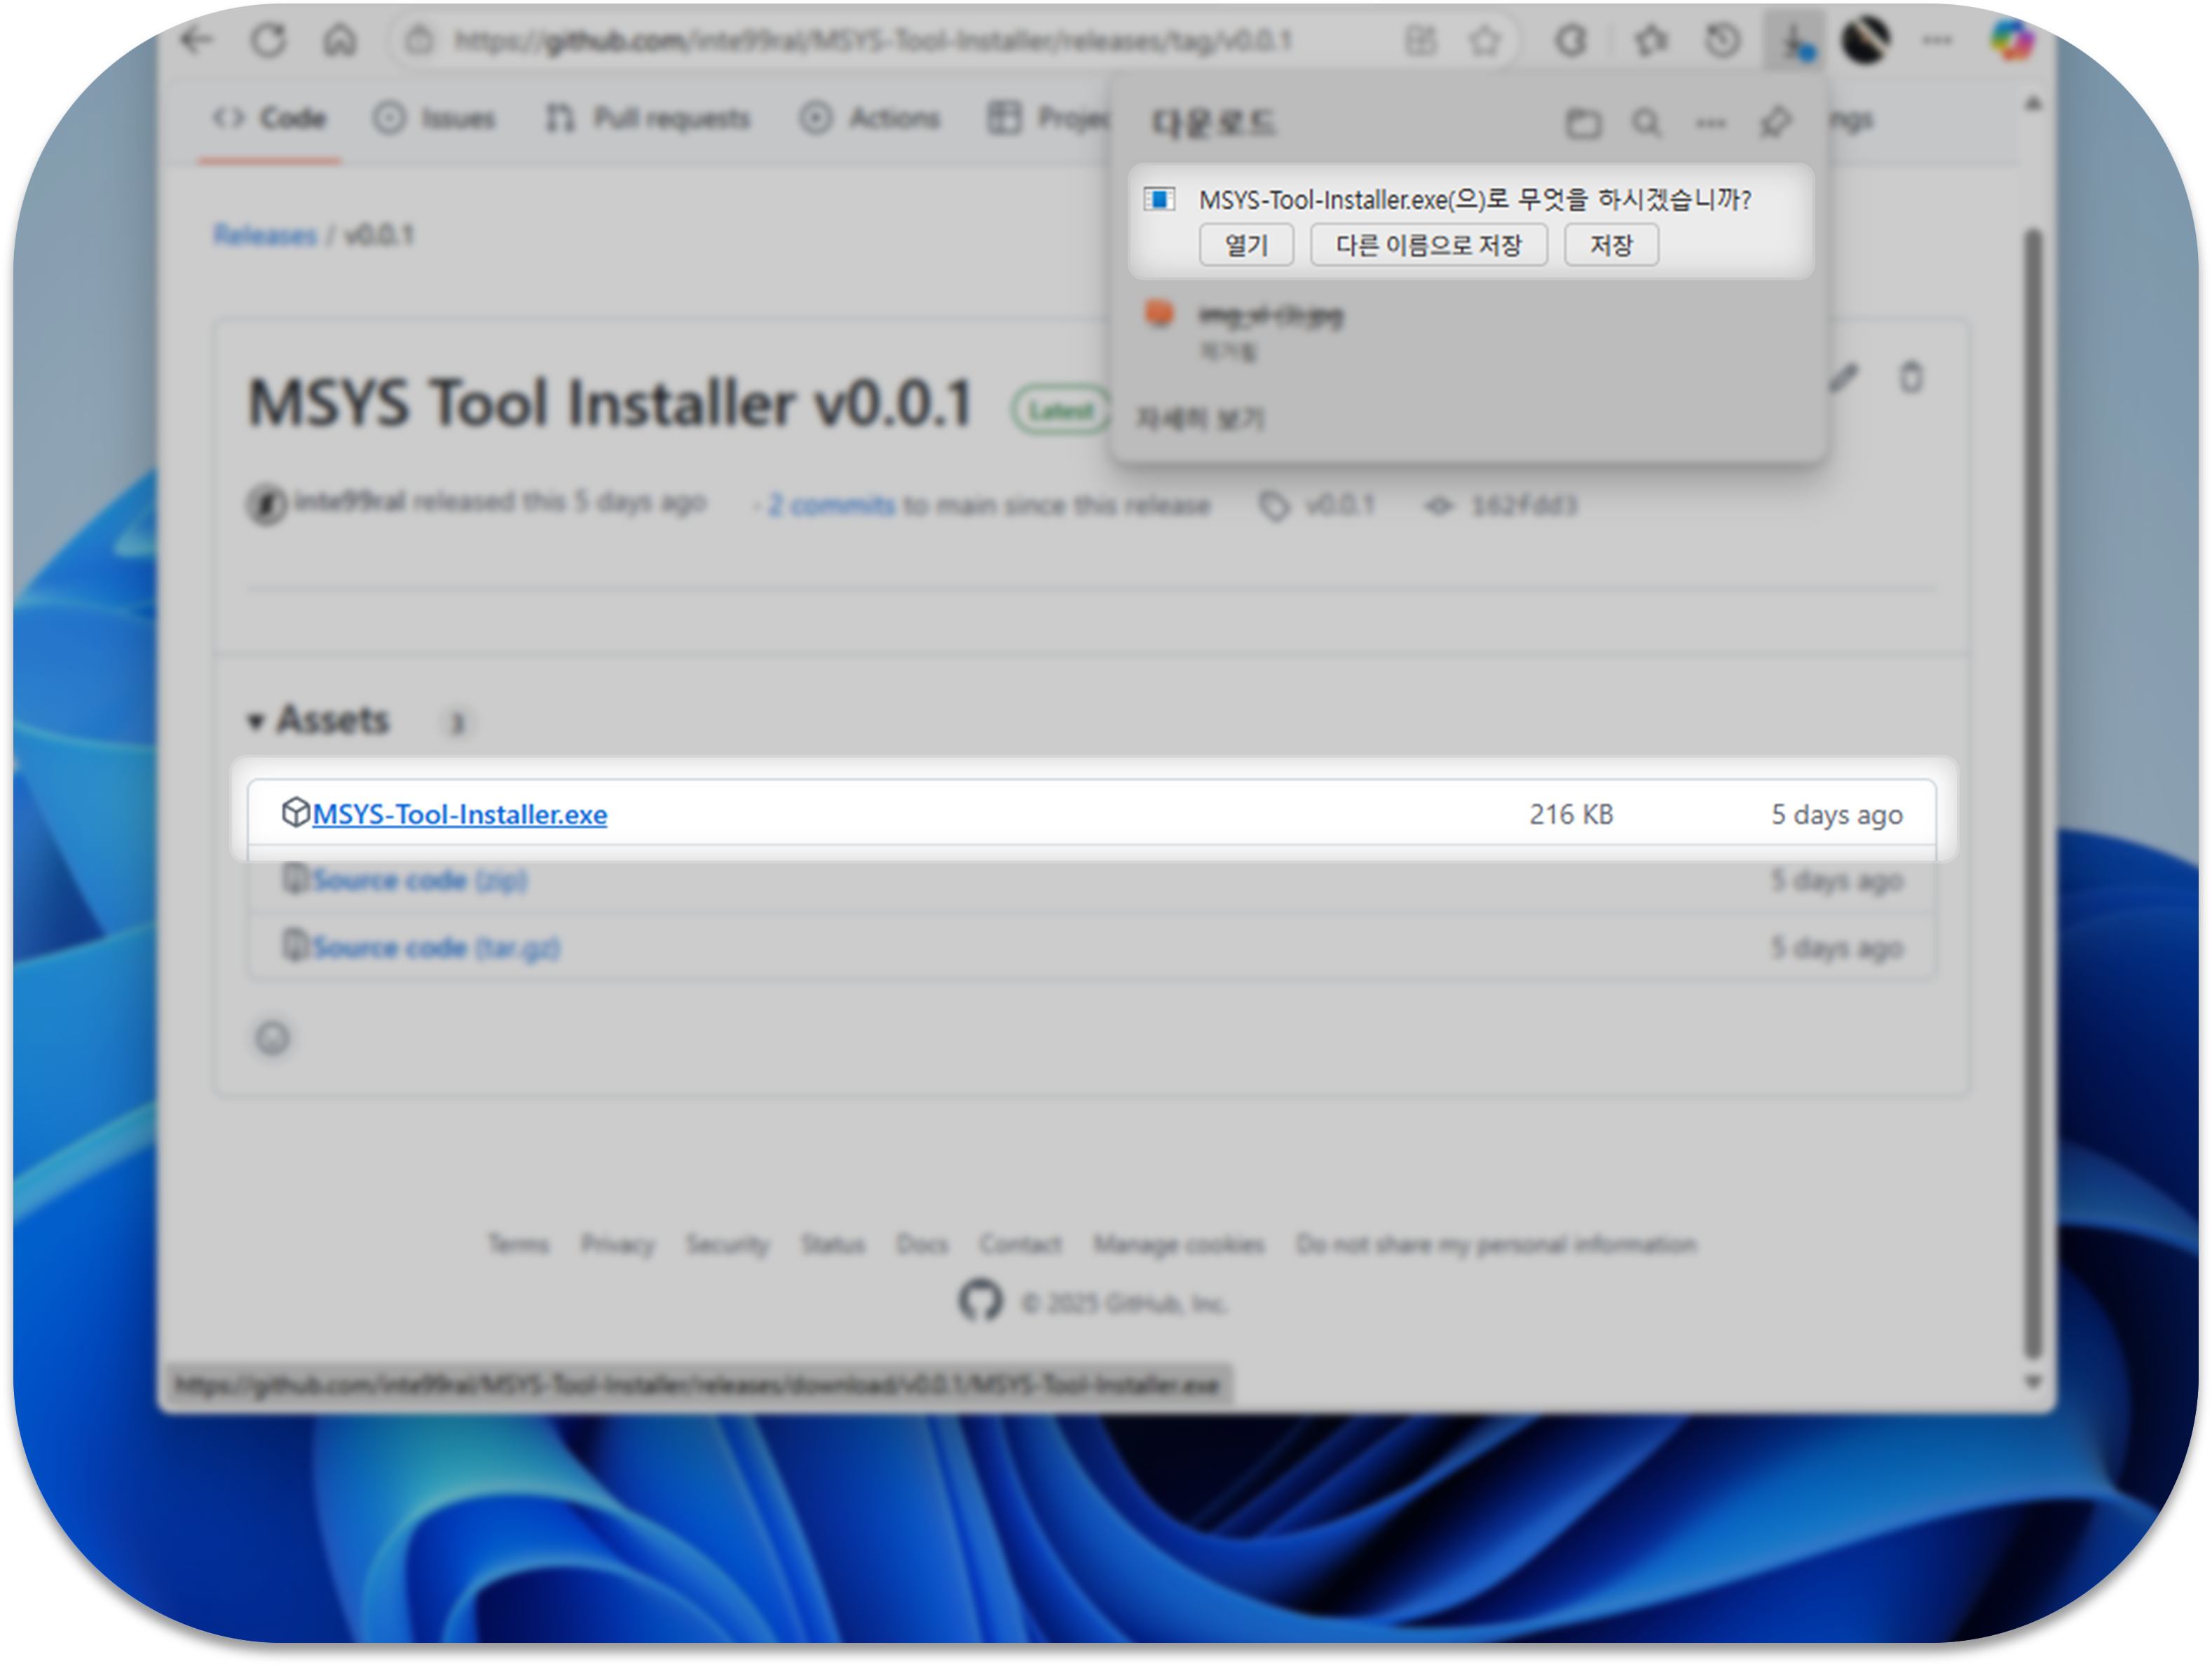 https://github.com/inte99ral/MSYS-Tool-Installer/releases/tag/v0.0.1
Code Issues Pull requests Actions Projec ngs
다운로드
MSYS-Tool-Installer.exe(으)로 무엇을 하시겠습니까?
열기 다른 이름으로 저장 저장
img_xl (3).jpg
제거됨
자세히 보기
Releases / v0.0.1
MSYS Tool Installer v0.0.1 Latest
inte99ral released this 5 days ago · 2 commits to main since this release v0.0.1 162fdd3
Assets 3
MSYS-Tool-Installer.exe 216 KB 5 days ago
Source code (zip) 5 days ago
Source code (tar.gz) 5 days ago
Terms Privacy Security Status Docs Contact Manage cookies Do not share my personal information
© 2025 GitHub, Inc.
https://github.com/inte99ral/MSYS-Tool-Installer/releases/download/v0.0.1/MSYS-Tool-Installer.exe